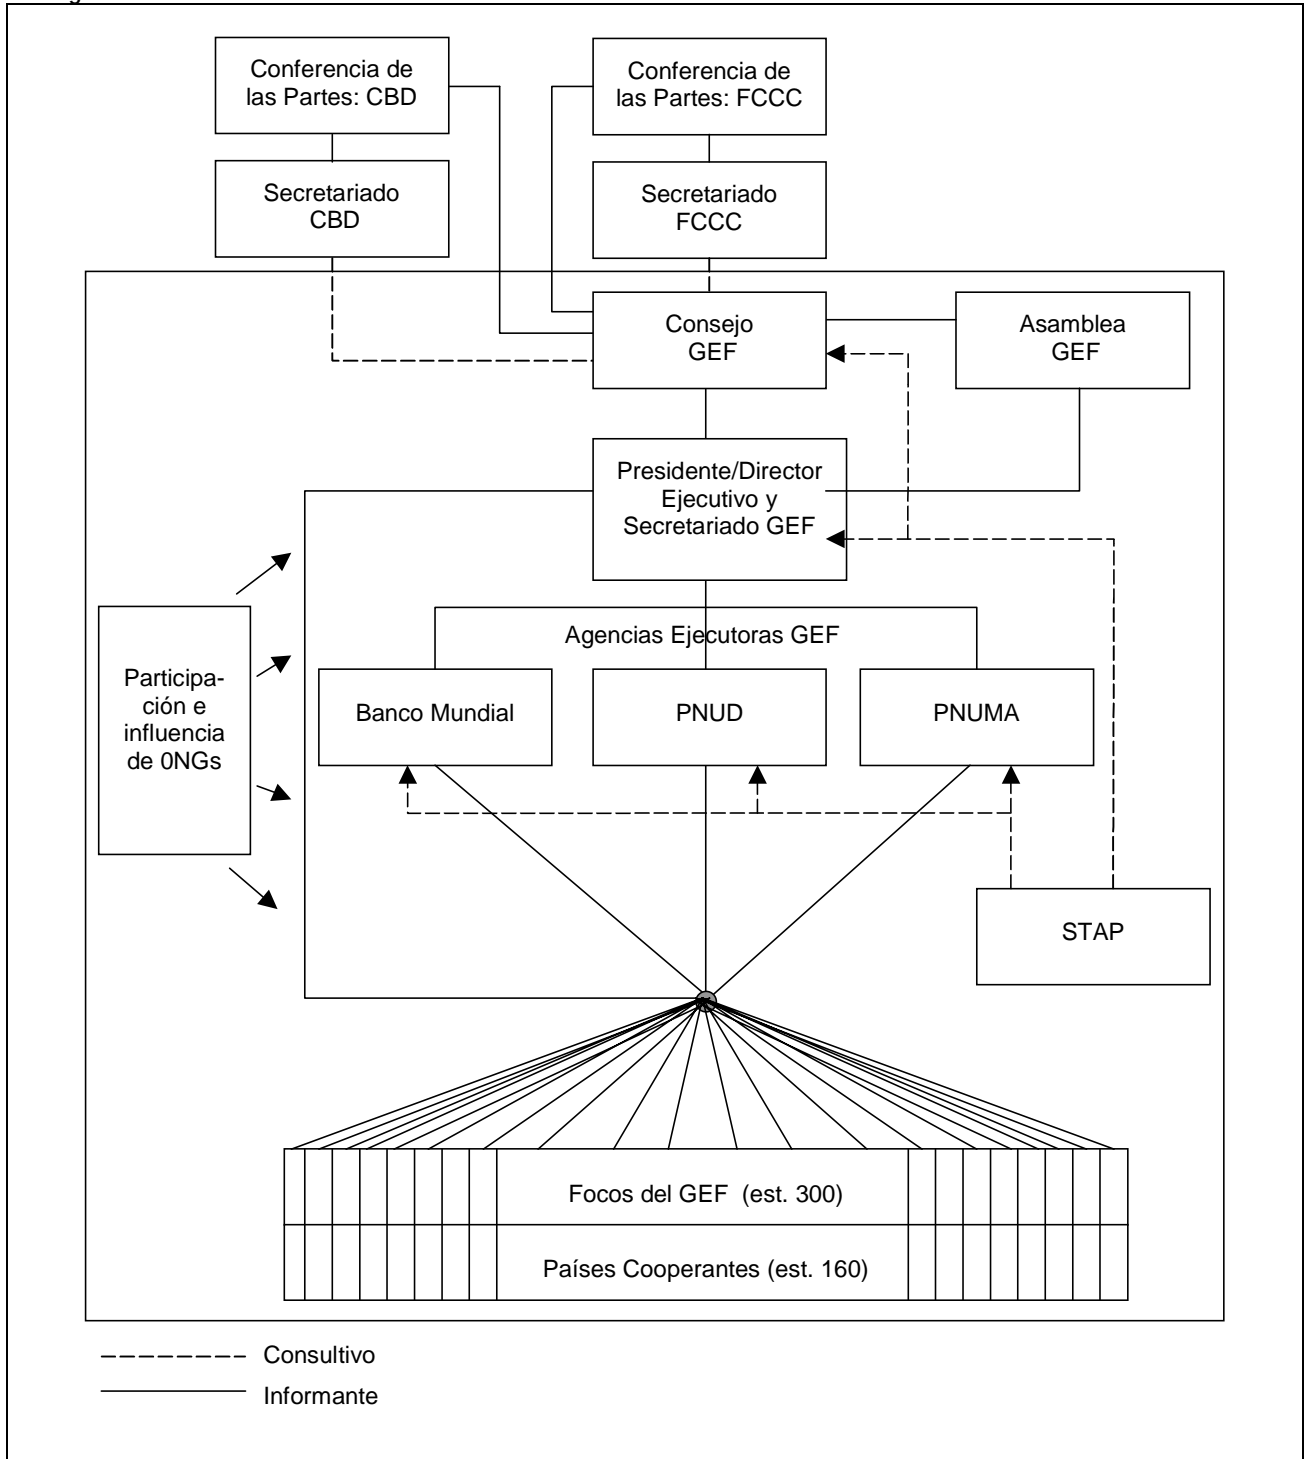 Conferencia de
las Partes: CBD
Conferencia de
las Partes: FCCC
Secretariado
CBD
Secretariado
FCCC
Consejo
GEF
Asamblea
GEF
Presidente/Director
Ejecutivo y
Secretariado GEF
Agencias Ejecutoras GEF
Participa-
ción e
influencia
de 0NGs
Banco Mundial
PNUD
PNUMA
STAP
Focos del GEF (est. 300)
Países Cooperantes (est. 160)
Consultivo
Informante